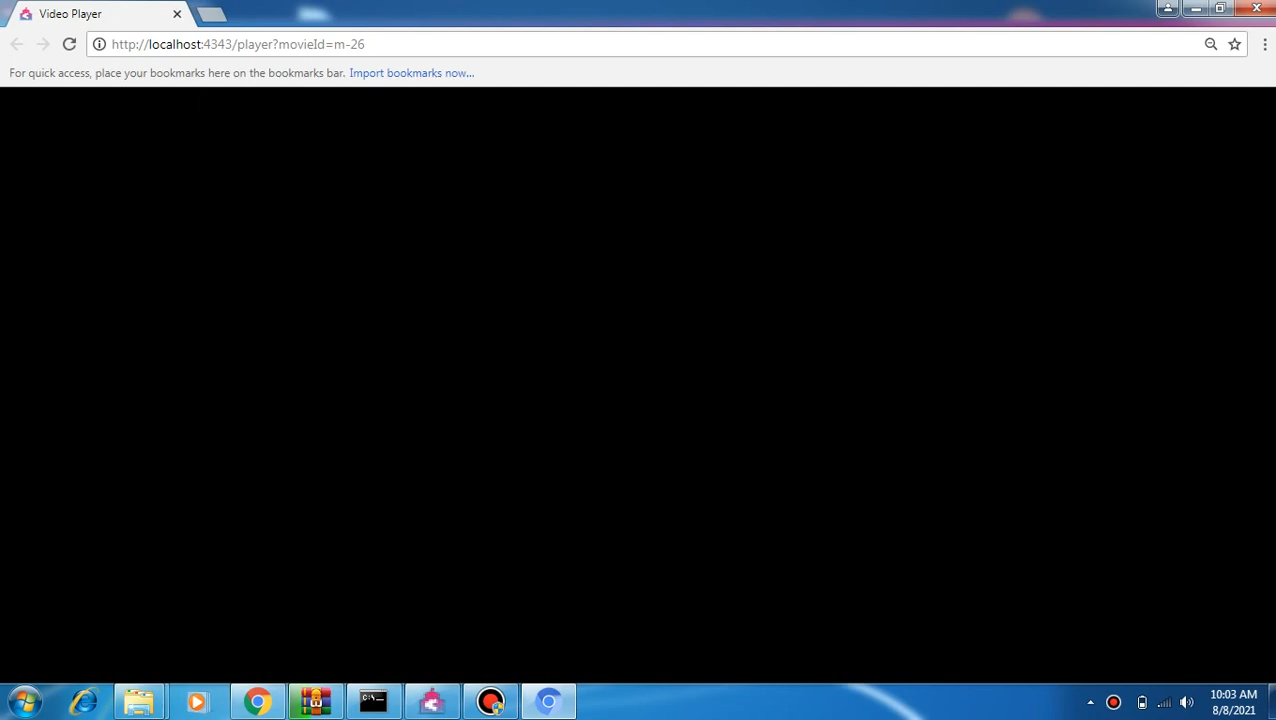 Video Player
http://localhost:4343/player?movieId=m-26
For quick access, place your bookmarks here on the bookmarks bar. Import bookmarks now...
C:\.
10:03 AM
8/8/2021